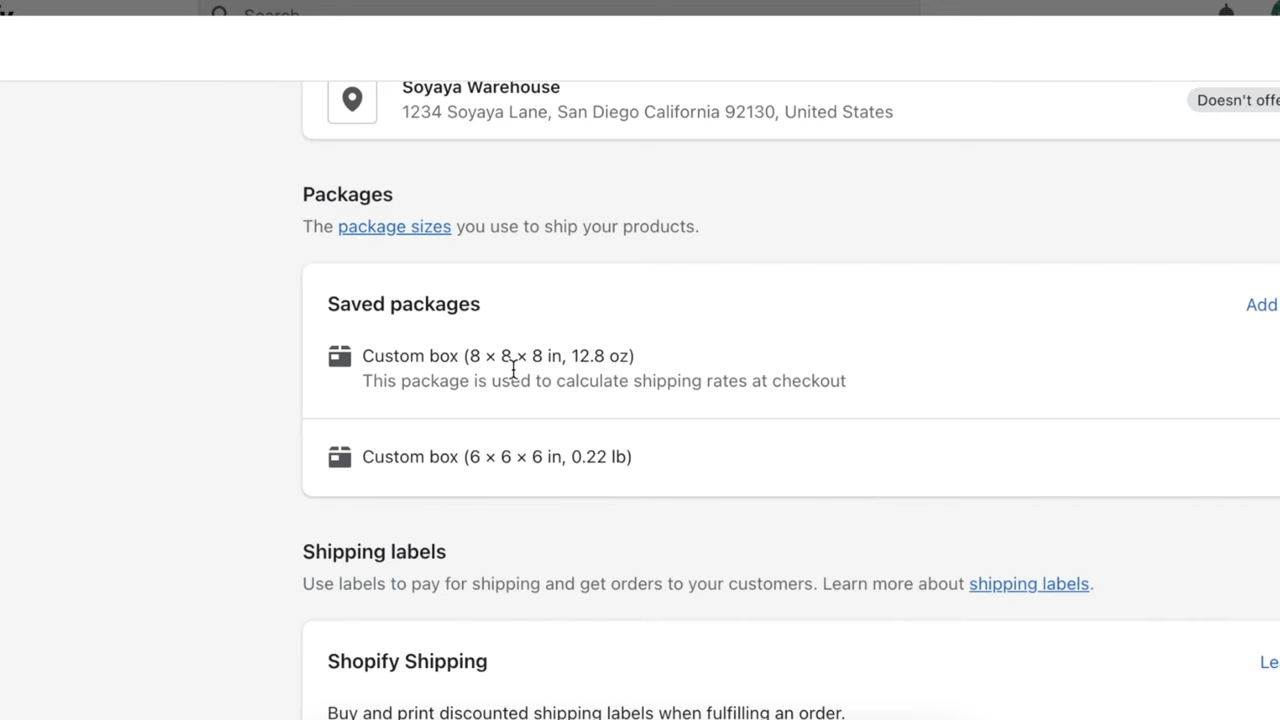 Search
Soyaya Warehouse
1234 Soyaya Lane, San Diego California 92130, United States
Doesn't offe
Packages
The package sizes you use to ship your products.
Saved packages
Add
Custom box (8 × 8 × 8 in, 12.8 oz)
This package is used to calculate shipping rates at checkout
Custom box (6 × 6 × 6 in, 0.22 lb)
Shipping labels
Use labels to pay for shipping and get orders to your customers. Learn more about shipping labels.
Shopify Shipping
Le
Buy and print discounted shipping labels when fulfilling an order.